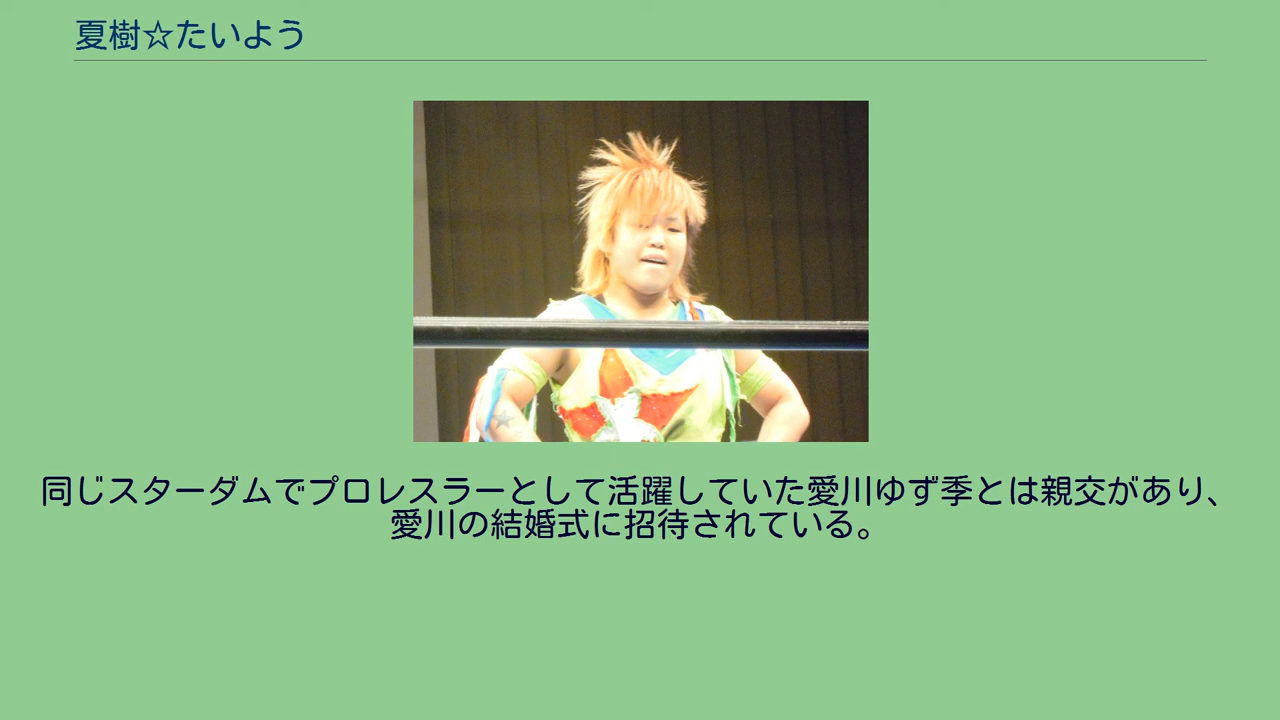 夏樹☆たいよう
同じスターダムでプロレスラーとして活躍していた愛川ゆず季とは親交があり、
愛川の結婚式に招待されている。